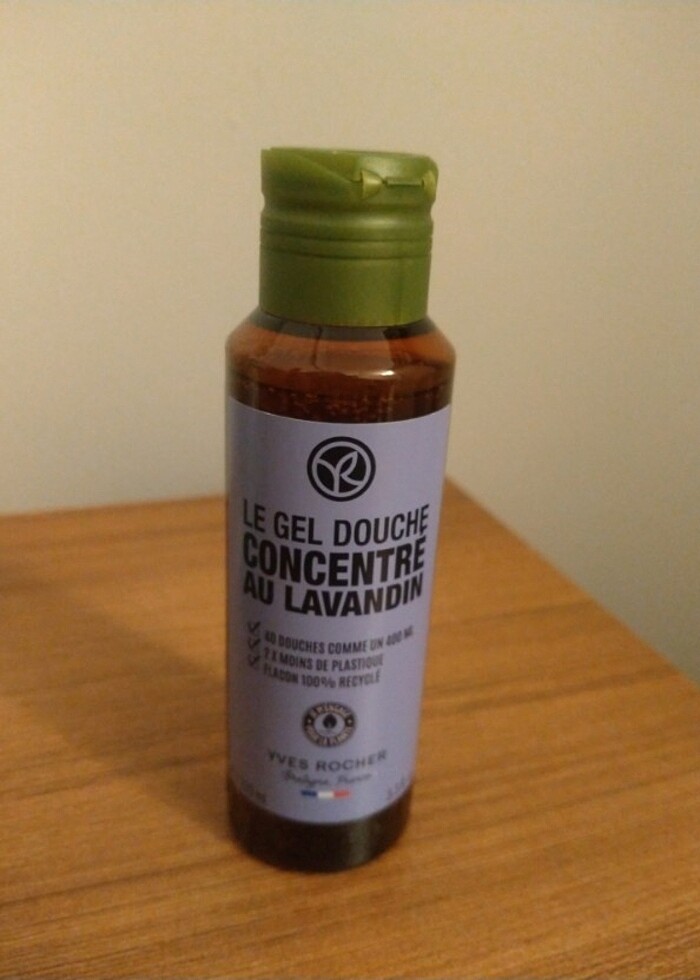 LE GEL DOUCHE
CONCENTRÉ
AU LAVANDIN
40 DOUCHES COMME UN 400 ML
2 X MOINS DE PLASTIQUE
FLACON 100% RECYCLÉ
YVES ROCHER
France